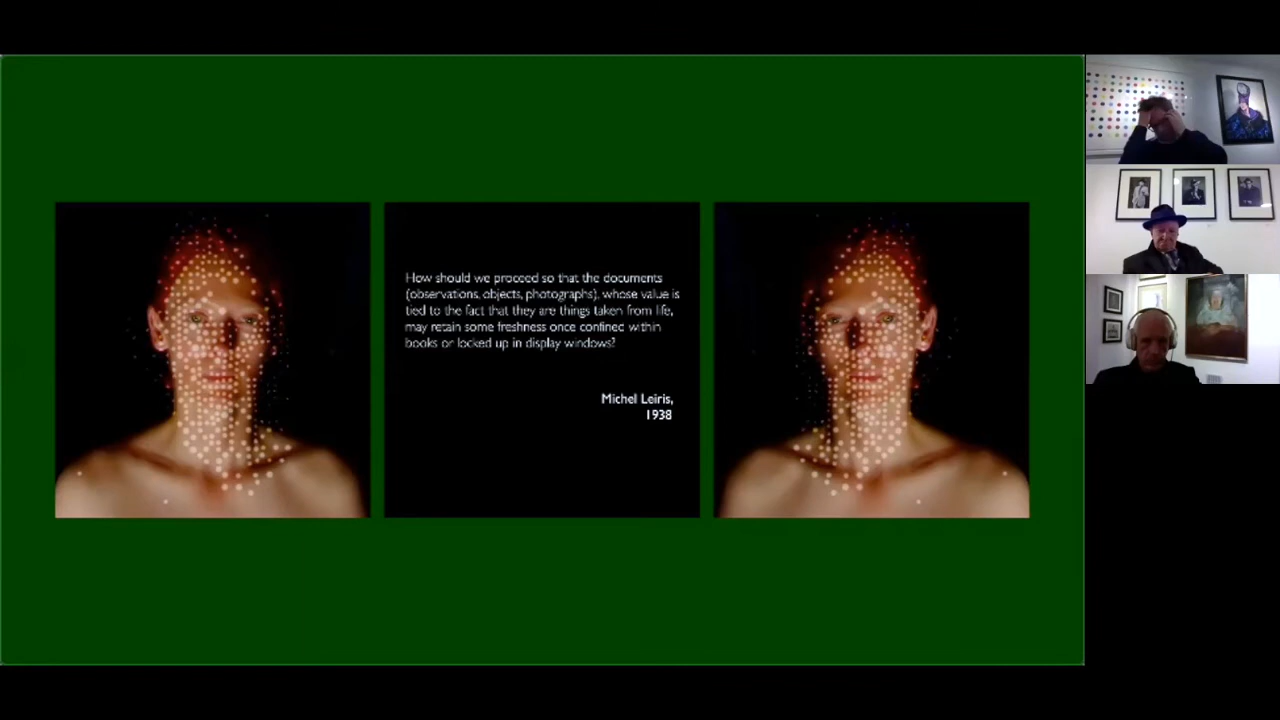 How should we proceed so that the documents
(observations, objects, photographs), whose value is
tied to the fact that they are things taken from life,
may retain some freshness once confined within
books or locked up in display windows?
Michel Leiris,
1938